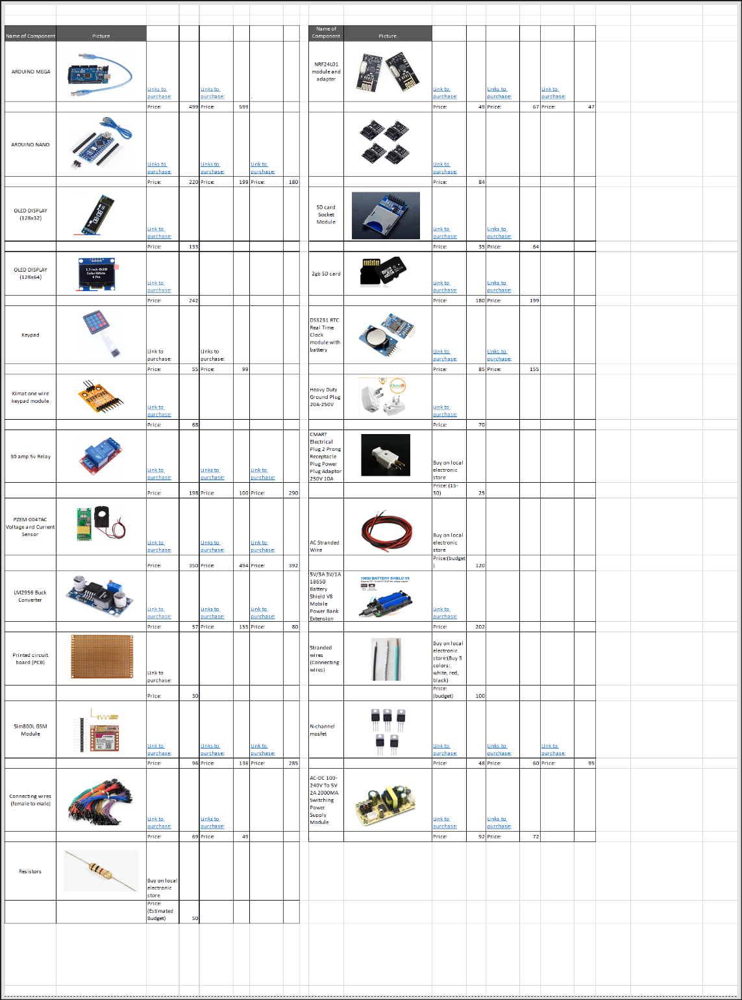 Name of Component
Picture
ARDUINO MEGA
Links to
purchase:
Links to
purchase:
.
Price:
499
Price:
599
ARDUINO NANO
Links to
purchase:
Links to
purchase:
Link to
purchase:
Price:
220
Price:
199
Price:
180
OLED DISPLAY
(128x32)
Link to
purchase:
Price:
133
OLED DISPLAY
(128x64)
1.3 inch OLED
Color:White
4 Pin
Link to
purchase:
Price:
242
Keypad
Link to
purchase:
Links to
purchase:
Price:
55
Price:
99
Kimat one wire
keypad module
Link to
purchase:
Price:
68
30 amp 5v Relay
Link to
purchase:
Links to
purchase:
Link to
purchase:
Price:
198
Price:
100
Price:
290
PZEM-004TAC
Voltage and Current
Sensor
Link to
purchase:
Links to
purchase:
Link to
purchase:
Price:
350
Price:
494
Price:
392
LM2956 Buck
Converter
Link to
purchase:
Links to
purchase:
Link to
purchase:
Price:
57
Price:
155
Price:
80
Printed circuit
board (PCB)
Link to
purchase:
Price:
30
Sim800L GSM
Module
Link to
purchase:
Links to
purchase:
Link to
purchase:
Price:
96
Price:
136
Price:
285
Connecting wires
(female to male)
Link to
purchase:
Links to
purchase:
Price:
69
Price:
49
Resistors
Buy on local
electronic
store
Price:
(Estimated
Budget)
50
Name of
Component
Picture
NRF24L01
module and
adapter
Link to
purchase:
Links to
purchase:
Link to
purchase:
Price:
49
Price:
67
Price:
47
Link to
purchase:
Price:
84
SD card
Socket
Module
Link to
purchase:
Links to
purchase:
Price:
35
Price:
64
2gb SD card
Link to
purchase:
Links to
purchase:
Price:
180
Price:
199
DS3231 RTC
Real Time
Clock
module with
battery
Link to
purchase:
Links to
purchase:
Price:
85
Price:
155
Heavy Duty
Ground Plug
20A-250V
OMNI
Link to
purchase:
Price:
70
CMART
Electrical
Plug 2 Prong
Receptacle
Plug Power
Plug Adaptor
250V 10A
Buy on local
electronic
store
Price: (15-
30)
25
AC Stranded
Wire
Buy on local
electronic
store
Price:(budget
)
120
5V/3A 3V/1A
18650
Battery
Shield V8
Mobile
Power Bank
Extension
18650 BATTERY SHIELD V8
Link to
purchase:
Price:
202
Stranded
wires
(Connecting
wires)
Buy on local
electronic
store:(Buy 3
colors:
white, red,
black)
Price:
(budget)
100
N-channel
mosfet
Link to
purchase:
Links to
purchase:
Link to
purchase:
Price:
48
Price:
60
Price:
95
AC-DC 100-
240V To 5V
2A 2000MA
Switching
Power
Supply
Module
Link to
purchase:
Links to
purchase:
Price:
92
Price:
72